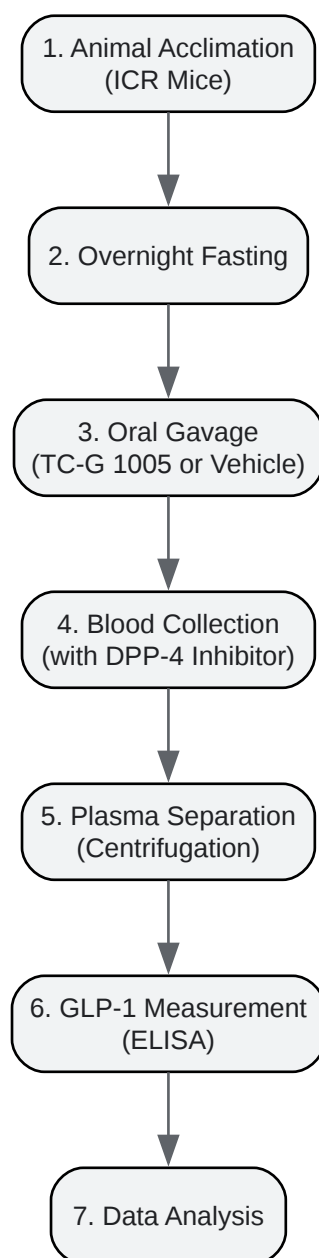 1. Animal Acclimation
(ICR Mice)
2. Overnight Fasting
3. Oral Gavage
(TC-G 1005 or Vehicle)
4. Blood Collection
(with DPP-4 Inhibitor)
5. Plasma Separation
(Centrifugation)
6. GLP-1 Measurement
(ELISA)
7. Data Analysis